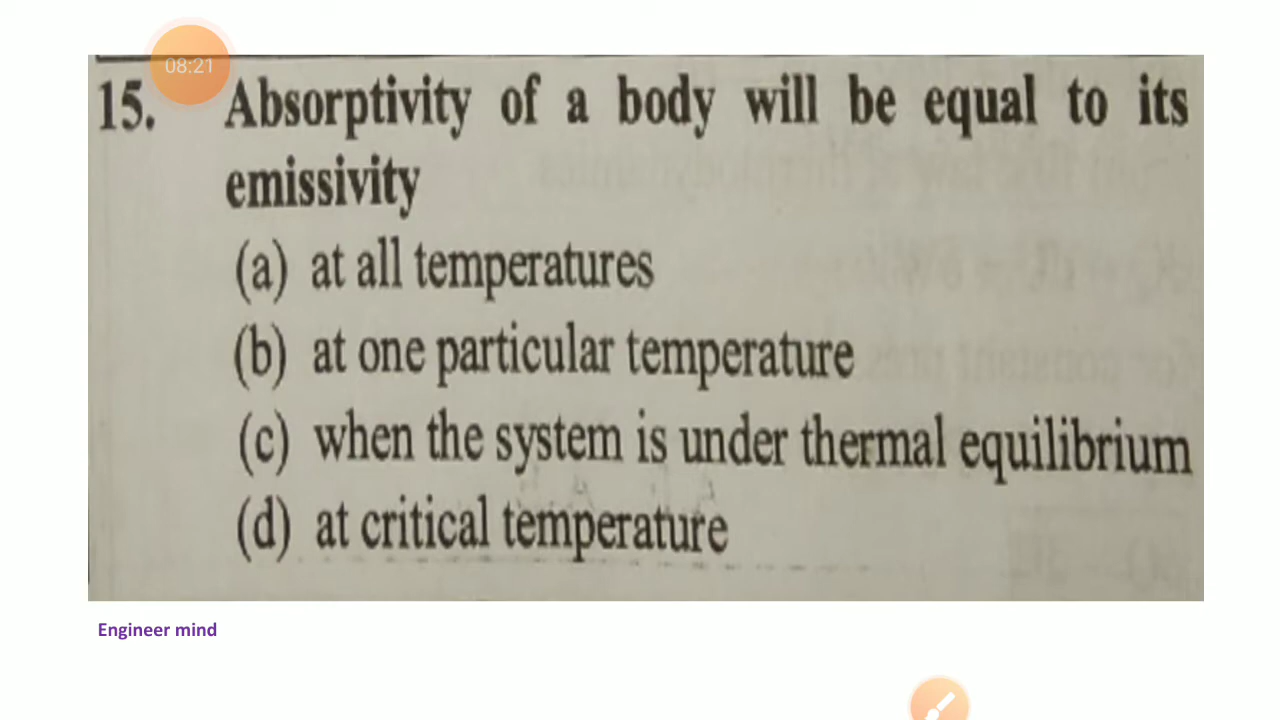 08:21
15. Absorptivity of a body will be equal to its
emissivity
(a) at all temperatures
(b) at one particular temperature
(c) when the system is under thermal equilibrium
(d) at critical temperature
Engineer mind